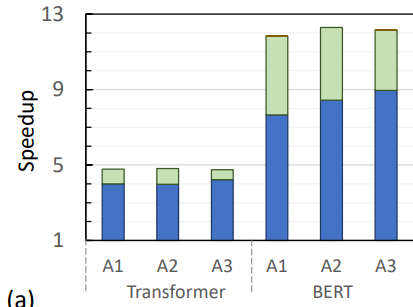 13
9
5
1
Speedup
A1 A2 A3 A1 A2 A3
Transformer BERT
(a)